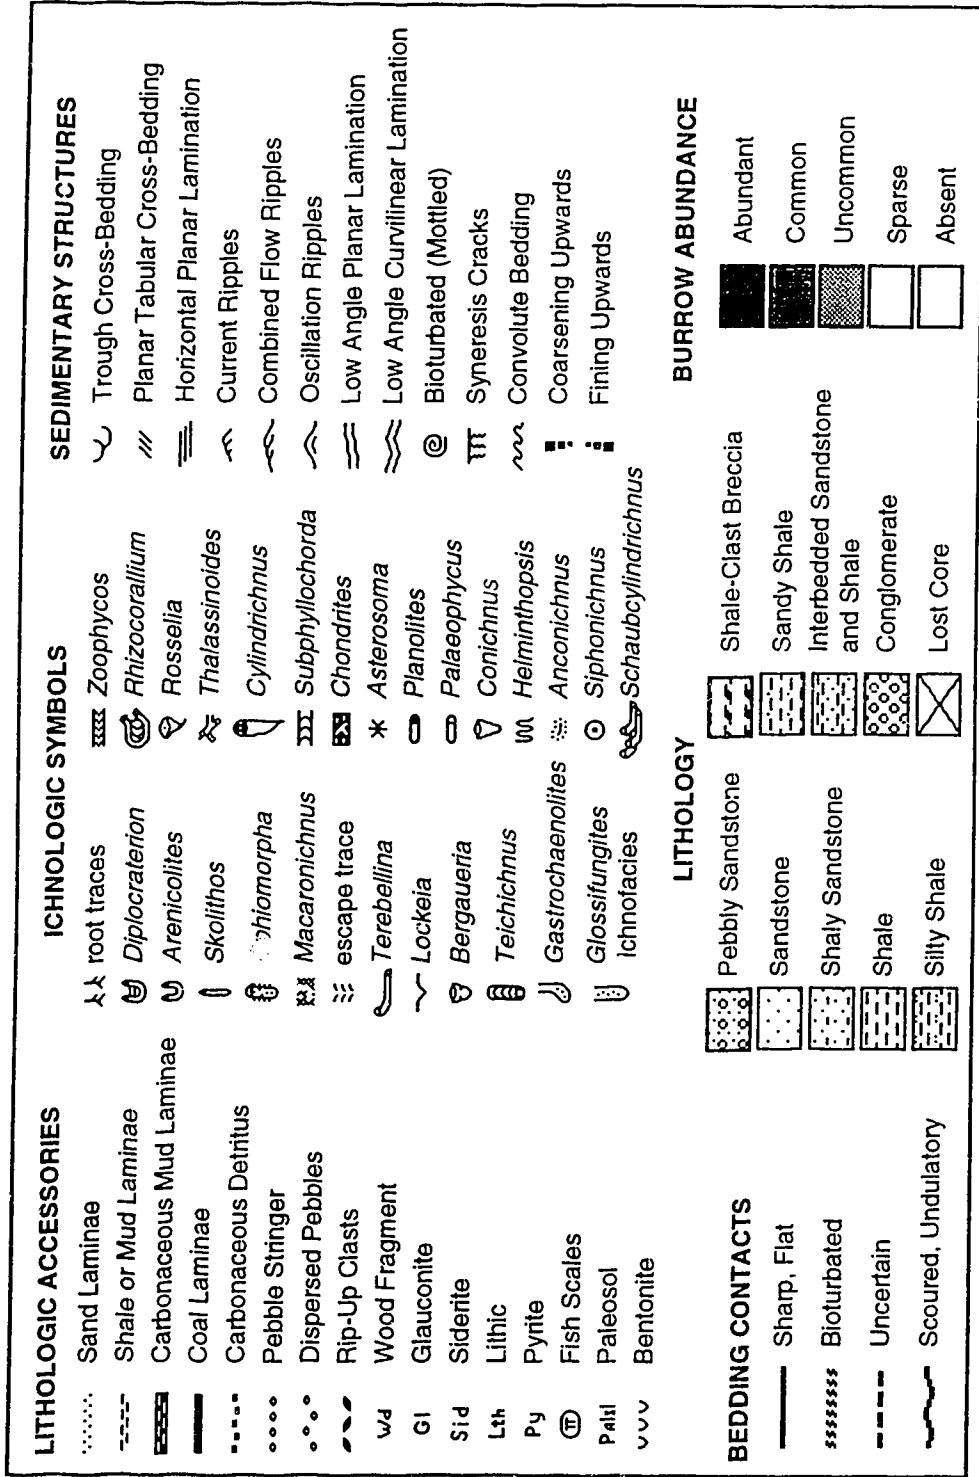 LITHOLOGIC ACCESSORIES
Sand Laminae
Shale or Mud Laminae
Carbonaceous Mud Laminae
Coal Laminae
Carbonaceous Detritus
Pebble Stringer
Dispersed Pebbles
Rip-Up Clasts
Wd Wood Fragment
Gl Glauconite
Sid Siderite
Lth Lithic
Py Pyrite
Fish Scales
Palsl Paleosol
Bentonite
ICHNOLOGIC SYMBOLS
root traces
Diplocraterion
Arenicolites
Skolithos
phiomorpha
Macaronichnus
escape trace
Terebellina
Lockeia
Bergaueria
Teichichnus
Gastrochaenolites
Glossifungites
Ichnofacies
Zoophycos
Rhizocorallium
Rosselia
Thalassinoides
Cylindrichnus
Subphyllochorda
Chondrites
Asterosoma
Planolites
Palaeophycus
Conichnus
Helminthopsis
Anconichnus
Siphonichnus
Schaubcylindrichnus
SEDIMENTARY STRUCTURES
Trough Cross-Bedding
Planar Tabular Cross-Bedding
Horizontal Planar Lamination
Current Ripples
Combined Flow Ripples
Oscillation Ripples
Low Angle Planar Lamination
Low Angle Curvilinear Lamination
Bioturbated (Mottled)
Syneresis Cracks
Convolute Bedding
Coarsening Upwards
Fining Upwards
BEDDING CONTACTS
Sharp, Flat
Bioturbated
Uncertain
Scoured, Undulatory
LITHOLOGY
Pebbly Sandstone
Sandstone
Shaly Sandstone
Shale
Silty Shale
Shale-Clast Breccia
Sandy Shale
Interbedded Sandstone
and Shale
Conglomerate
Lost Core
BURROW ABUNDANCE
Abundant
Common
Uncommon
Sparse
Absent